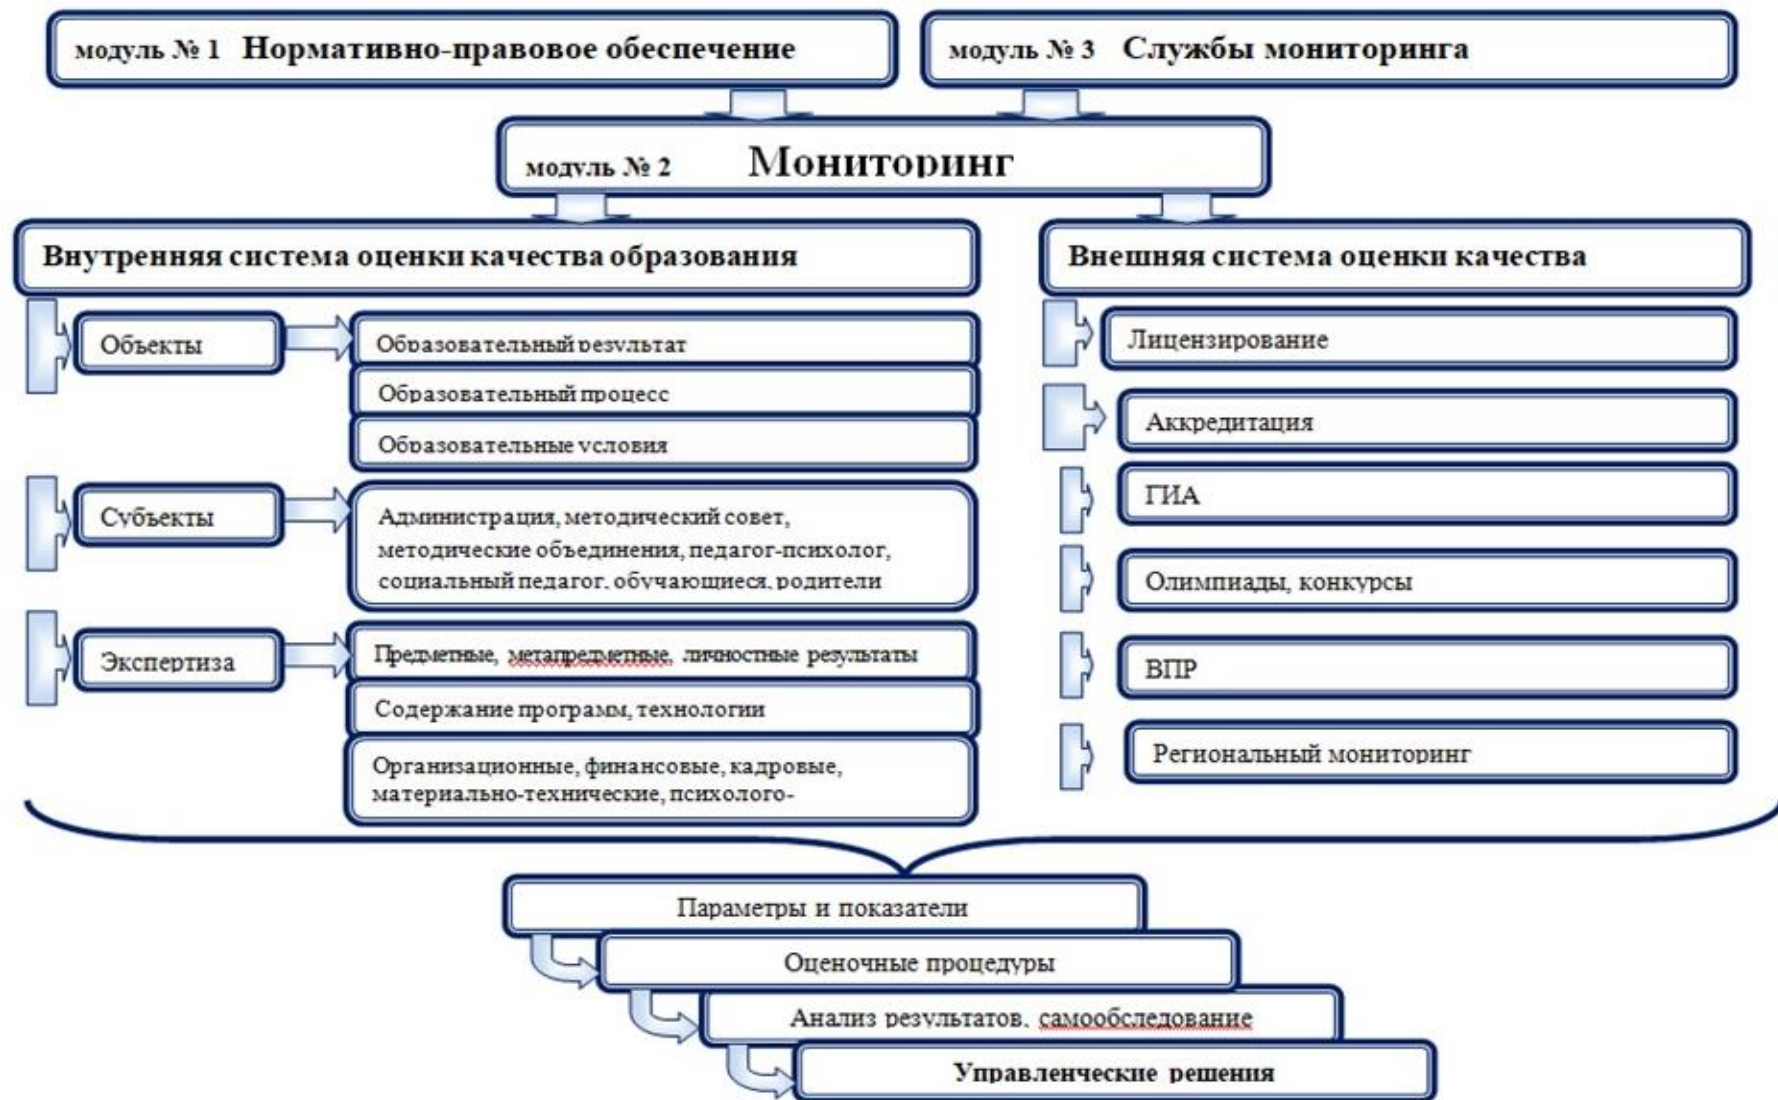 модуль № 1 Нормативно-правовое обеспечение
модуль № 3 Службы мониторинга
модуль № 2 Мониторинг
Внутренняя система оценки качества образования
Объекты
Образовательный результат
Образовательный процесс
Образовательные условия
Субъекты
Администрация, методический совет,
методические объединения, педагог-психолог,
социальный педагог, обучающиеся, родители
Экспертиза
Предметные, метапредметные, личностные результаты
Содержание программ, технологии
Организационные, финансовые, кадровые,
материально-технические, психолого-
Внешняя система оценки качества
Лицензирование
Аккредитация
ГИА
Олимпиады, конкурсы
ВПР
Региональный мониторинг
Параметры и показатели
Оценочные процедуры
Анализ результатов, самообследование
Управленческие решения